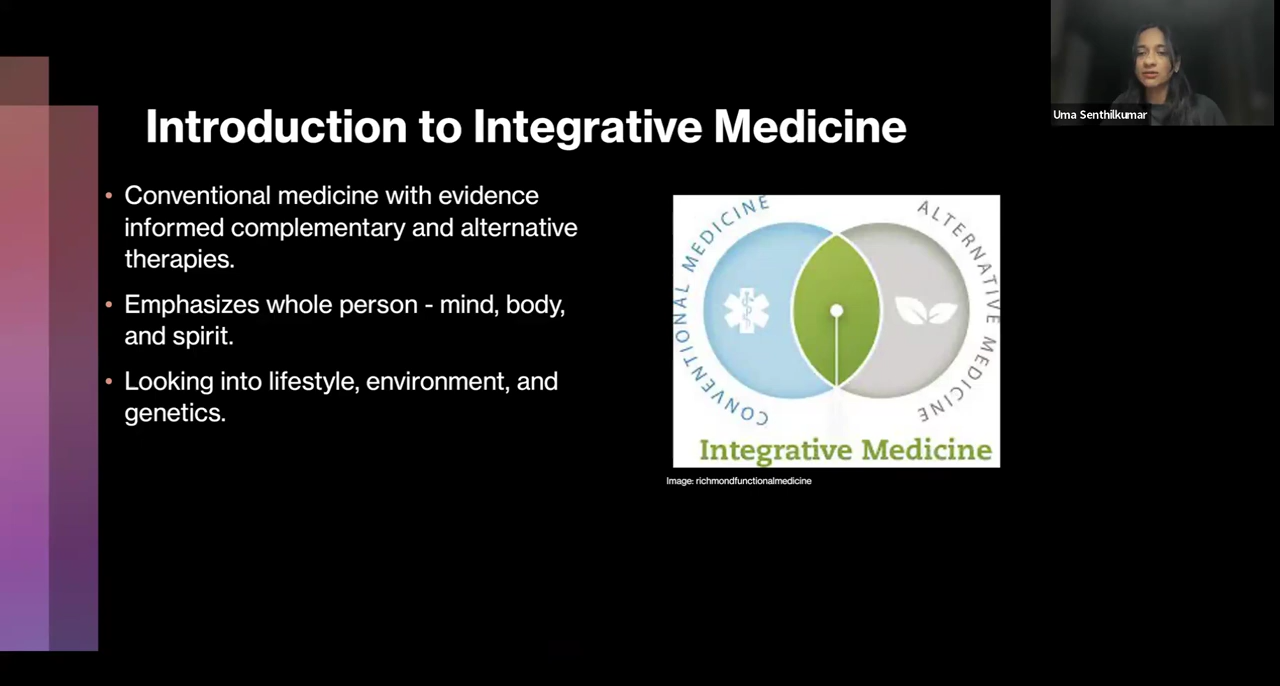 Uma Senthilkumar
Introduction to Integrative Medicine
• Conventional medicine with evidence
informed complementary and alternative
therapies.
• Emphasizes whole person - mind, body,
and spirit.
• Looking into lifestyle, environment, and
genetics.
CONVENTIONAL MEDICINE
ALTERNATIVE MEDICINE
Integrative Medicine
Image: richmondfunctionalmedicine